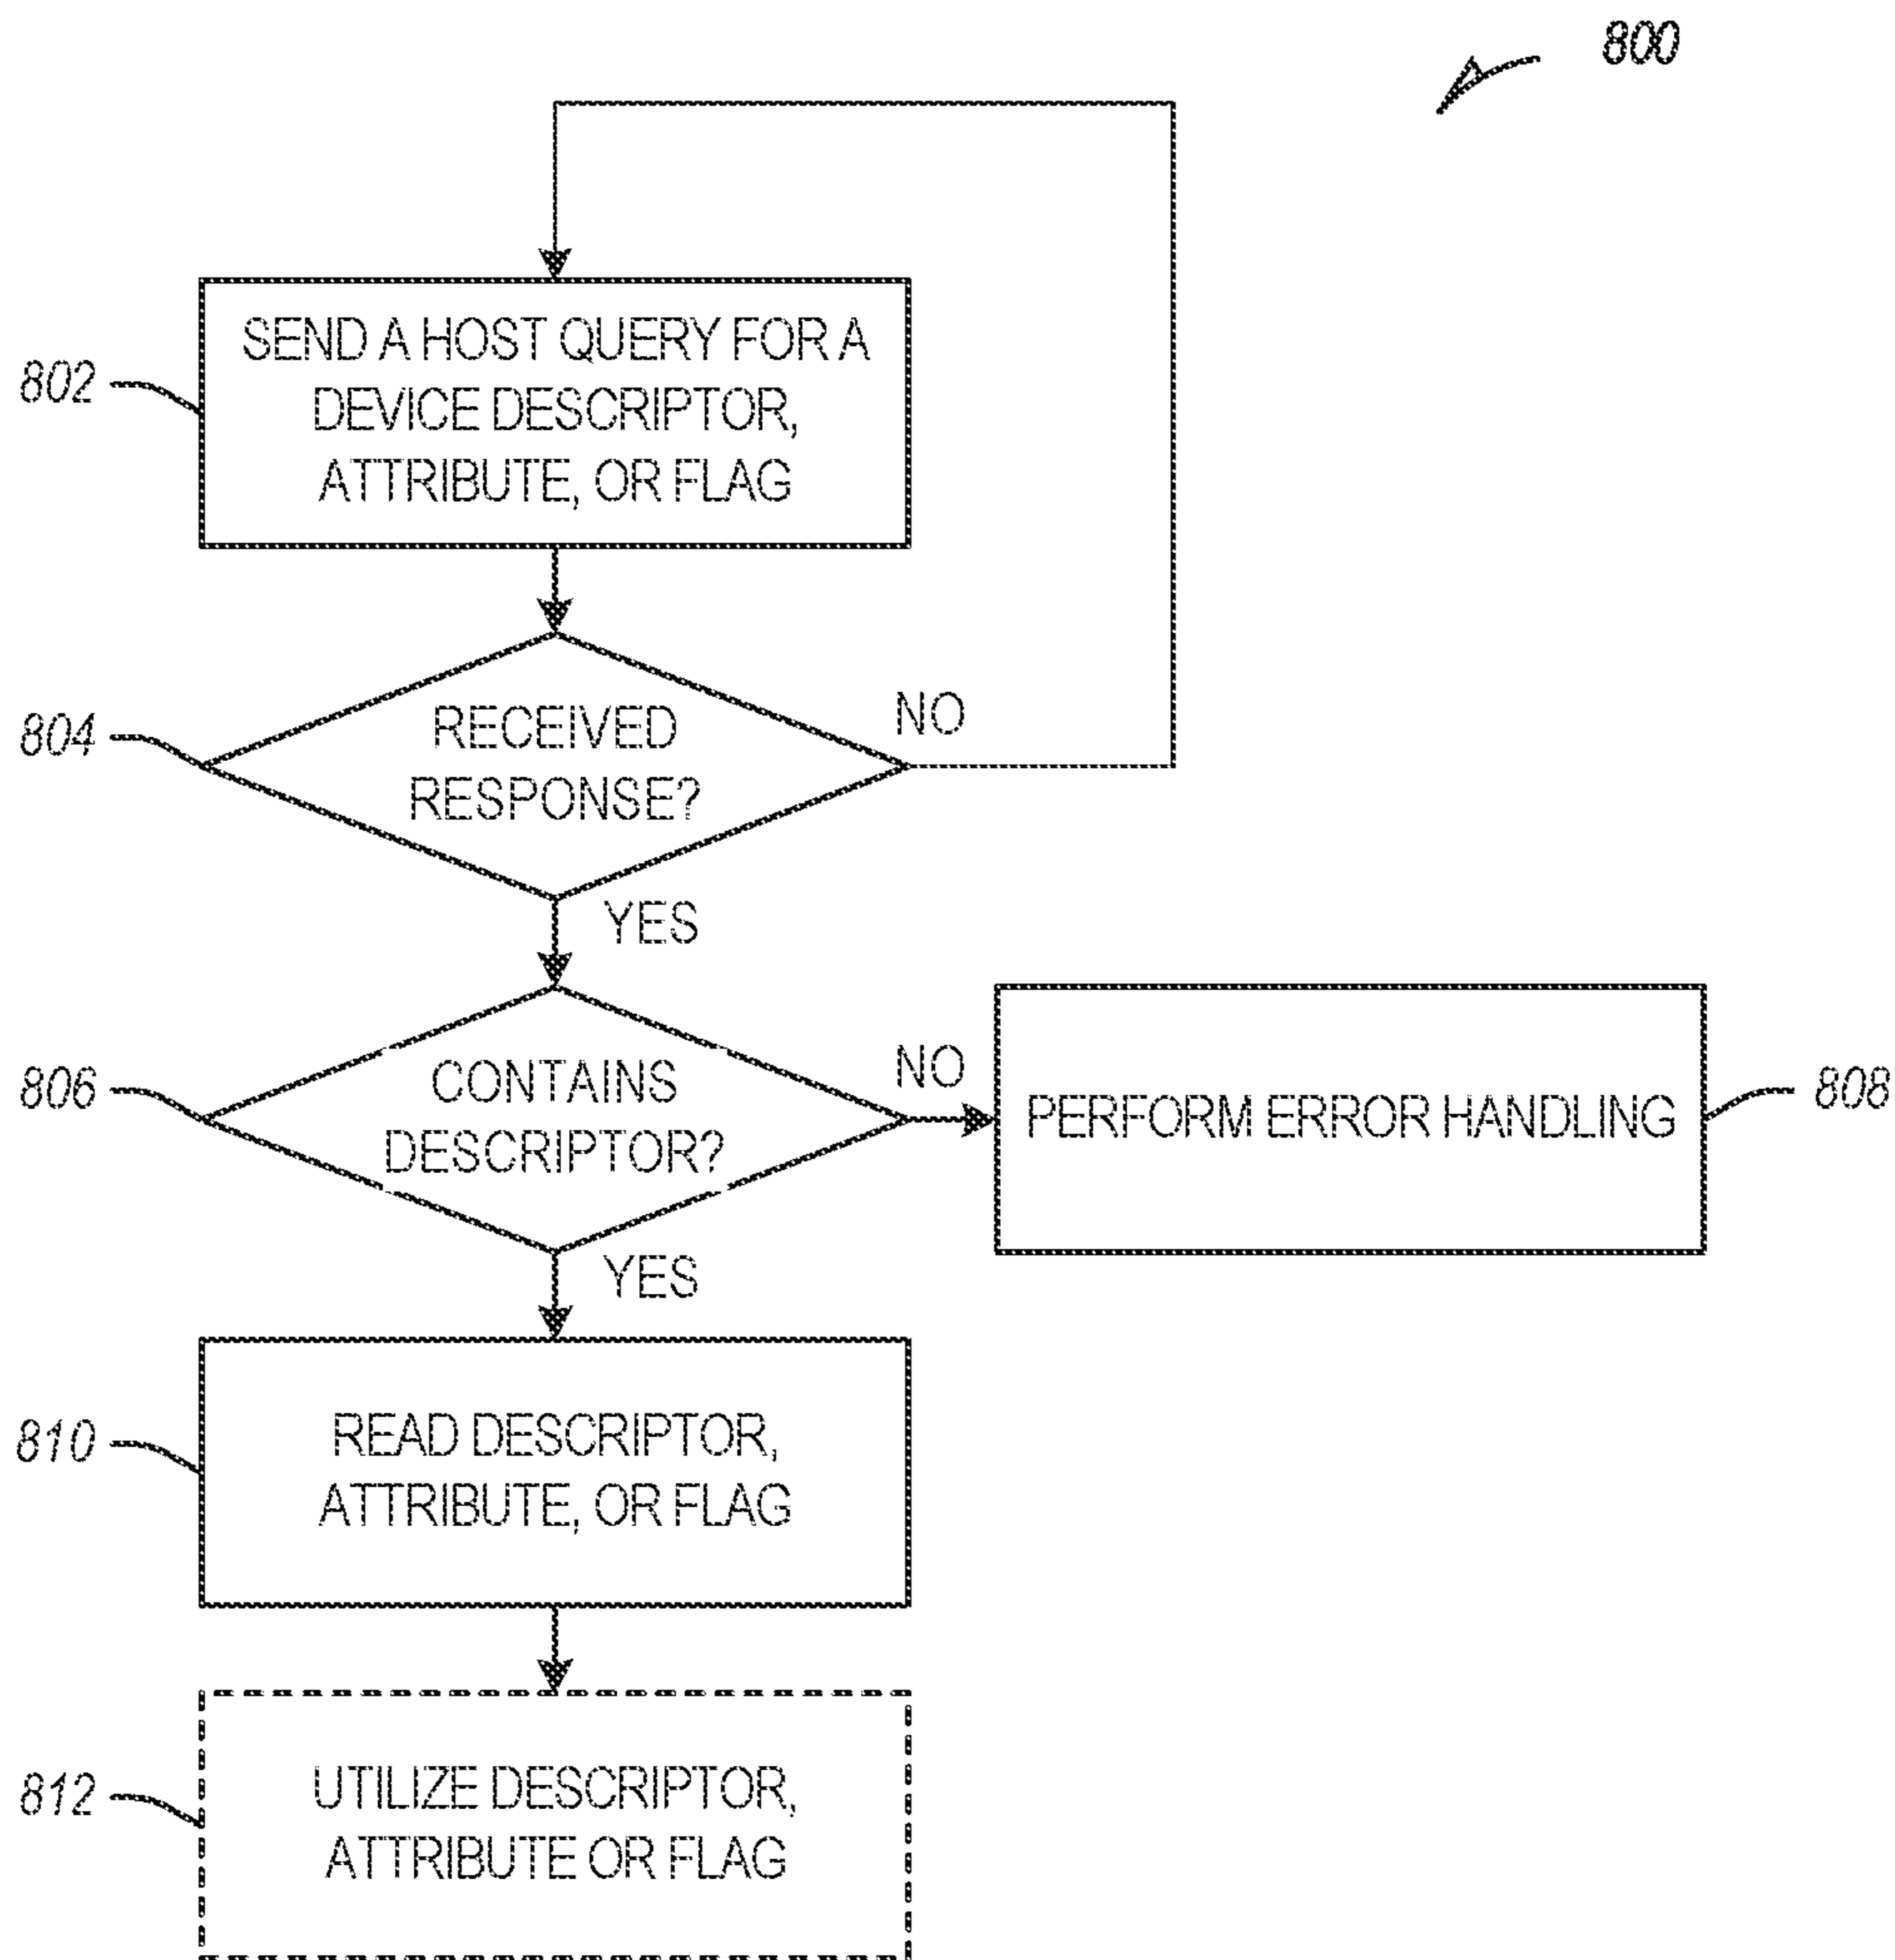 800
802
SEND A HOST QUERY FOR A
DEVICE DESCRIPTOR,
ATTRIBUTE, OR FLAG
804
RECEIVED
RESPONSE?
NO
YES
806
CONTAINS
DESCRIPTOR?
NO
PERFORM ERROR HANDLING
808
YES
810
READ DESCRIPTOR,
ATTRIBUTE, OR FLAG
812
UTILIZE DESCRIPTOR,
ATTRIBUTE OR FLAG